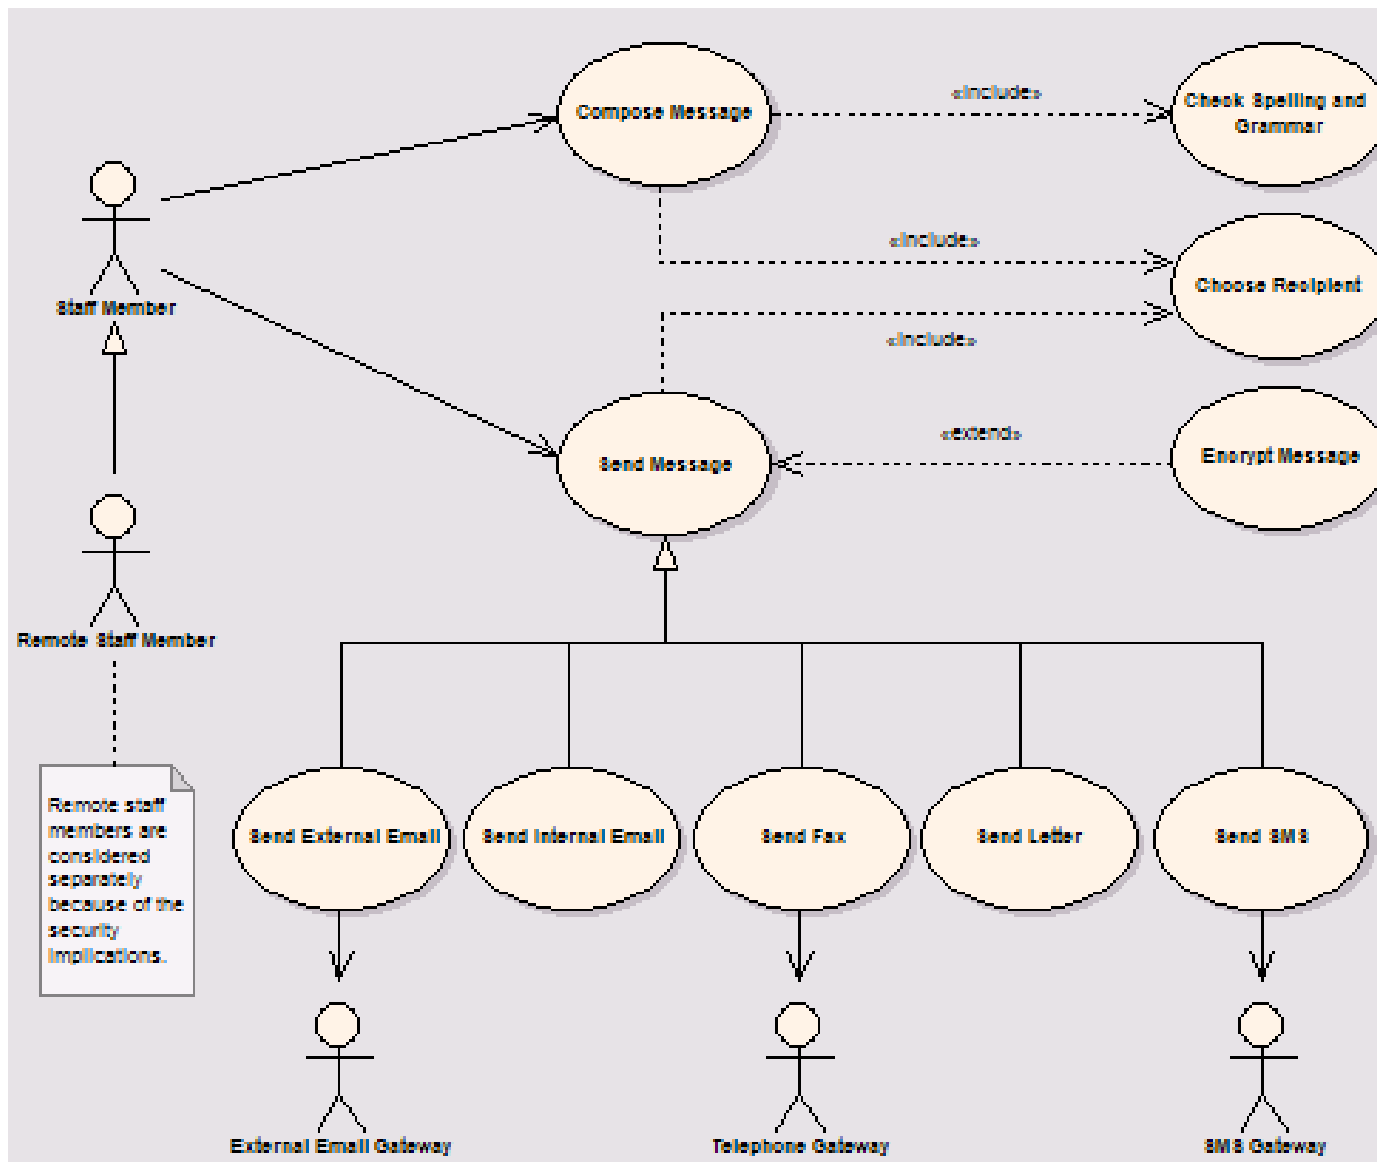 Compose Message
«include»
Check Spelling and
Grammar
«include»
Choose Recipient
Staff Member
«include»
«extend»
Encrypt Message
Send Message
Remote Staff Member
Remote staff
members are
considered
separately
because of the
security
implications.
Send External Email
Send Internal Email
Send Fax
Send Letter
Send SMS
External Email Gateway
Telephone Gateway
SMS Gateway